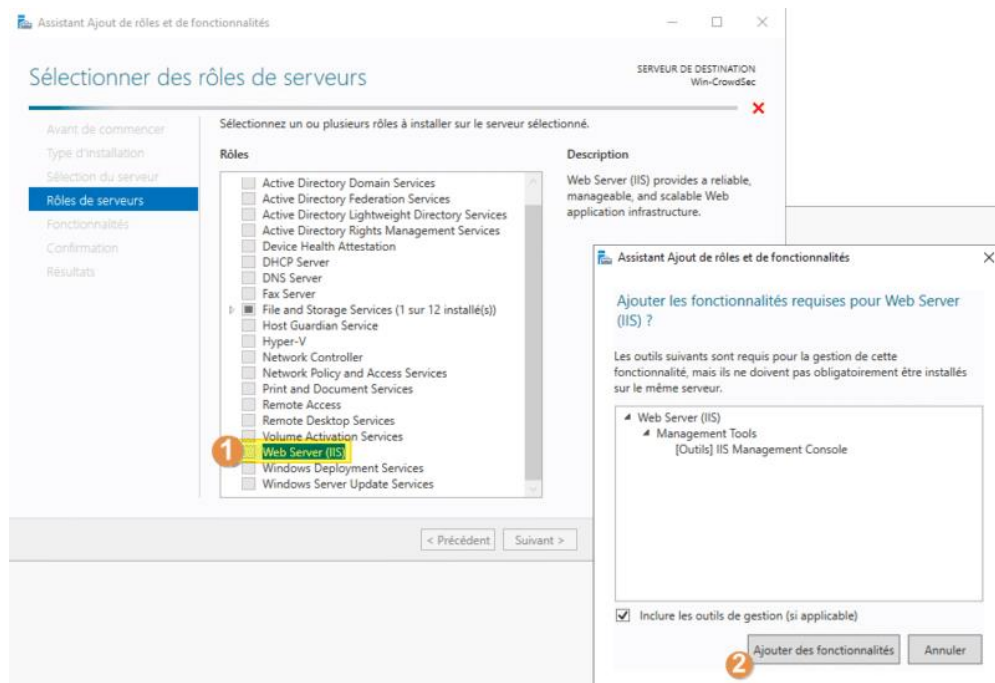 Assistant Ajout de rôles et de fonctionnalités
Sélectionner des rôles de serveurs
SERVEUR DE DESTINATION
Win-CrowdSec
Avant de commencer
Type d'installation
Sélection du serveur
Rôles de serveurs
Fonctionnalités
Confirmation
Résultats
Sélectionnez un ou plusieurs rôles à installer sur le serveur sélectionné.
Rôles
Active Directory Domain Services
Active Directory Federation Services
Active Directory Lightweight Directory Services
Active Directory Rights Management Services
Device Health Attestation
DHCP Server
DNS Server
Fax Server
File and Storage Services (1 sur 12 installé(s))
Host Guardian Service
Hyper-V
Network Controller
Network Policy and Access Services
Print and Document Services
Remote Access
Remote Desktop Services
Volume Activation Services
1
Web Server (IIS)
Windows Deployment Services
Windows Server Update Services
Description
Web Server (IIS) provides a reliable,
manageable, and scalable Web
application infrastructure.
< Précédent
Suivant >
Assistant Ajout de rôles et de fonctionnalités
Ajouter les fonctionnalités requises pour Web Server
(IIS) ?
Les outils suivants sont requis pour la gestion de cette
fonctionnalité, mais ils ne doivent pas obligatoirement être installés
sur le même serveur.
Web Server (IIS)
Management Tools
[Outils] IIS Management Console
Inclure les outils de gestion (si applicable)
2
Ajouter des fonctionnalités
Annuler